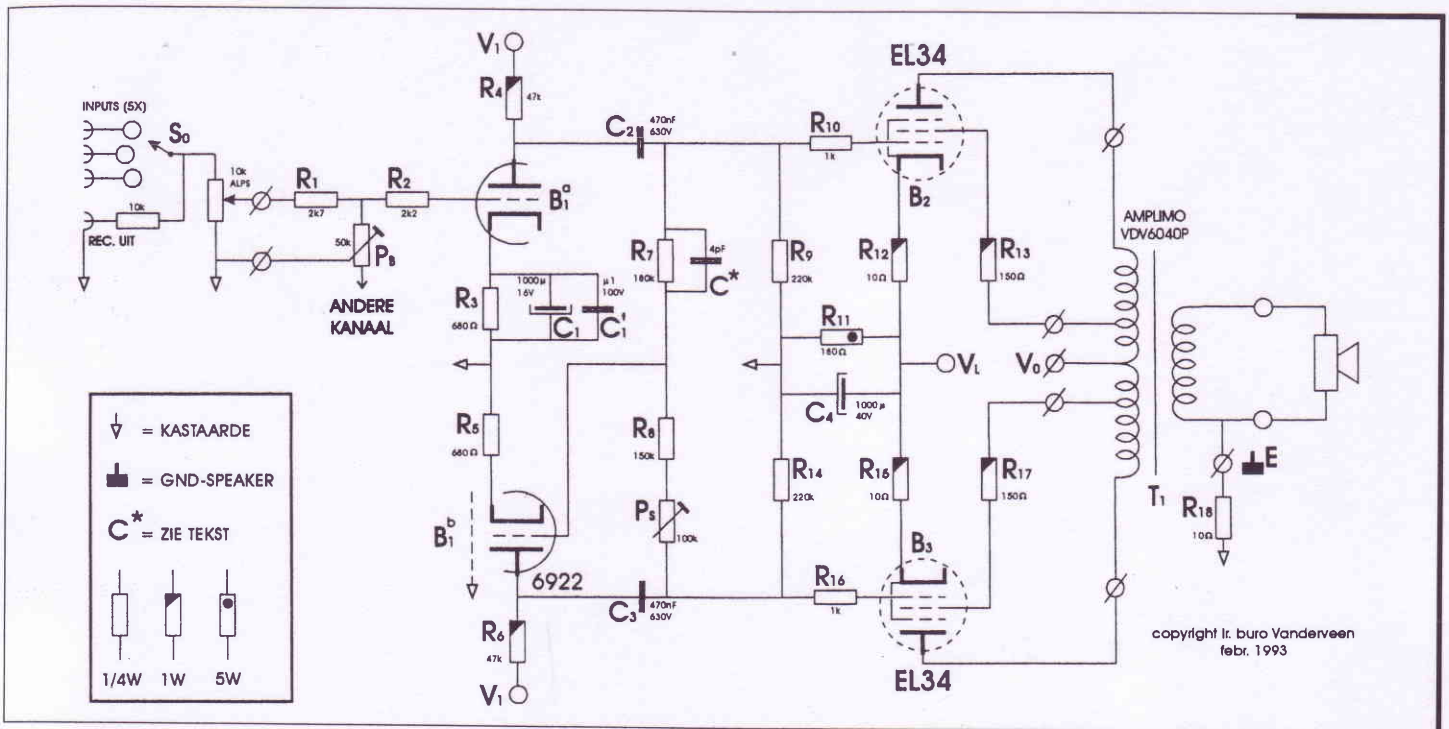 INPUTS (5X)
S0
10k
ALPS
10k
REC. UIT
R1
2k7
R2
2k2
50k
PB
ANDERE
KANAAL
V1
R4
47k
B1a
R3
680Ω
1000µ
16V
C1
µ1
100V
R5
680Ω
B1b
6922
R6
47k
V1
C2
470nF
630V
R7
180k
4pF
C*
R8
150k
PS
100k
C3
470nF
630V
R9
220k
R11
180Ω
C4
1000µ
40V
R14
220k
R10
1k
R16
1k
EL34
B2
R12
10Ω
R13
150Ω
VL
V0
R15
10Ω
R17
150Ω
B3
EL34
AMPLIMO
VDV6040P
T1
E
R18
10Ω
copyright ir. buro Vanderveen
febr. 1993
= KASTAARDE
= GND-SPEAKER
C* = ZIE TEKST
1/4W 1W 5W